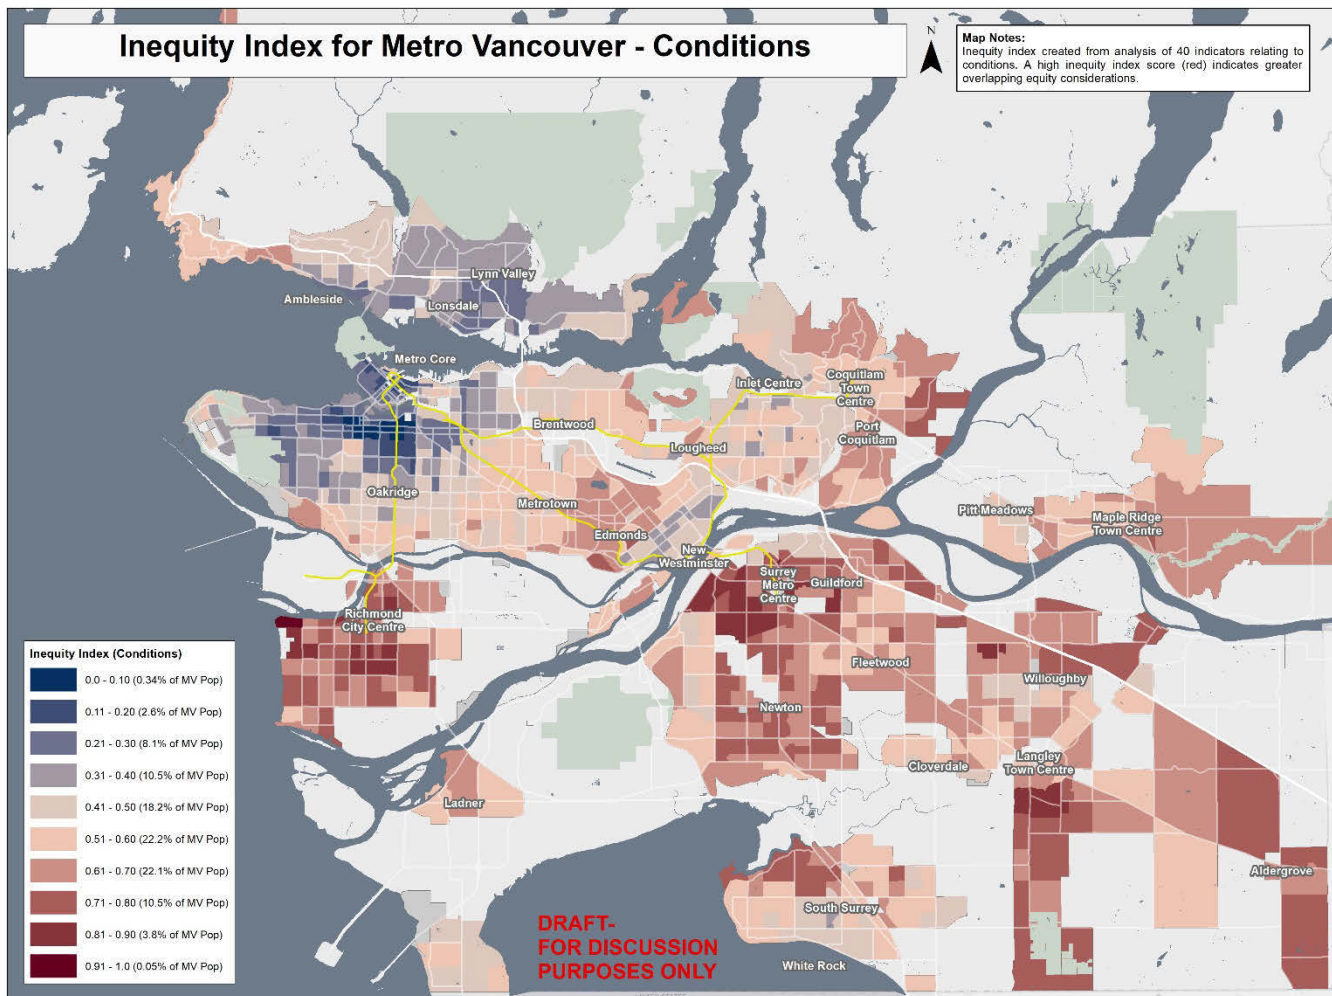 Inequity Index for Metro Vancouver - Conditions
N
Map Notes:
Inequity index created from analysis of 40 indicators relating to
conditions. A high inequity index score (red) indicates greater
overlapping equity considerations.
Lynn Valley
Ambleside
Lonsdale
Metro Core
Inlet Centre
Coquitlam
Town
Centre
Brentwood
Port
Coquitlam
Lougheed
Oakridge
Metrotown
Pitt Meadows
Maple Ridge
Town Centre
Edmonds
New
Westminster
Surrey
Metro
Centre
Guildford
Richmond
City Centre
Fleetwood
Willoughby
Newton
Cloverdale
Langley
Town Centre
Ladner
Aldergrove
South Surrey
White Rock
Inequity Index (Conditions)
0.0 - 0.10 (0.34% of MV Pop)
0.11 - 0.20 (2.6% of MV Pop)
0.21 - 0.30 (8.1% of MV Pop)
0.31 - 0.40 (10.5% of MV Pop)
0.41 - 0.50 (18.2% of MV Pop)
0.51 - 0.60 (22.2% of MV Pop)
0.61 - 0.70 (22.1% of MV Pop)
0.71 - 0.80 (10.5% of MV Pop)
0.81 - 0.90 (3.8% of MV Pop)
0.91 - 1.0 (0.05% of MV Pop)
DRAFT-
FOR DISCUSSION
PURPOSES ONLY